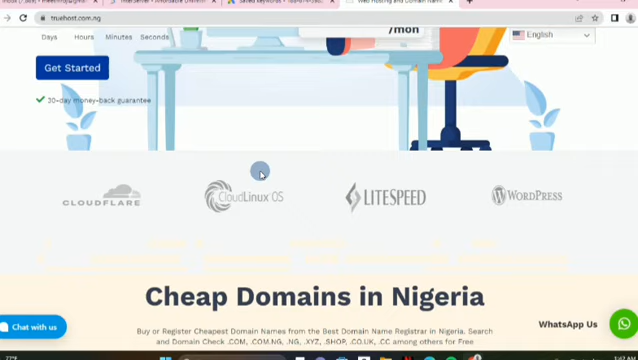 truehost.com.ng
/mon
English
Days Hours Minutes Seconds
Get Started
30-day money-back guarantee
CLOUDFLARE
CloudLinux OS
LITESPEED
WORDPRESS
Cheap Domains in Nigeria
Buy or Register Cheapest Domain Names from the Best Domain Name Registrar in Nigeria. Search
and Domain Check .COM, .COM.NG, .NG, .XYZ, .SHOP, .CO.UK, .CC among others for Free
Chat with us
WhatsApp Us